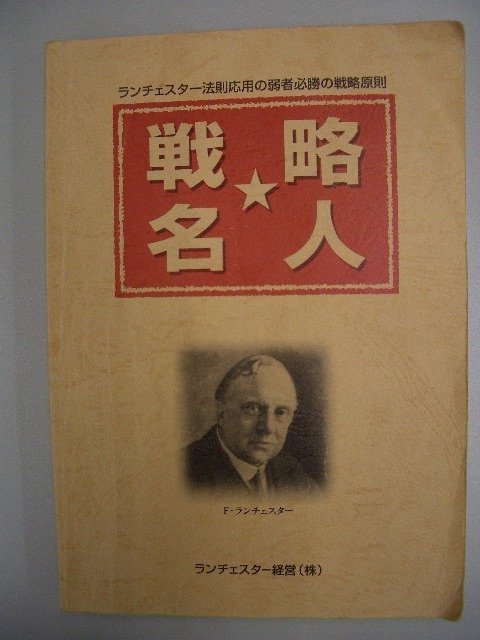 ランチェスター法則応用の弱者必勝の戦略原則
戦略
★
名人
F・ランチェスター
ランチェスター経営(株)